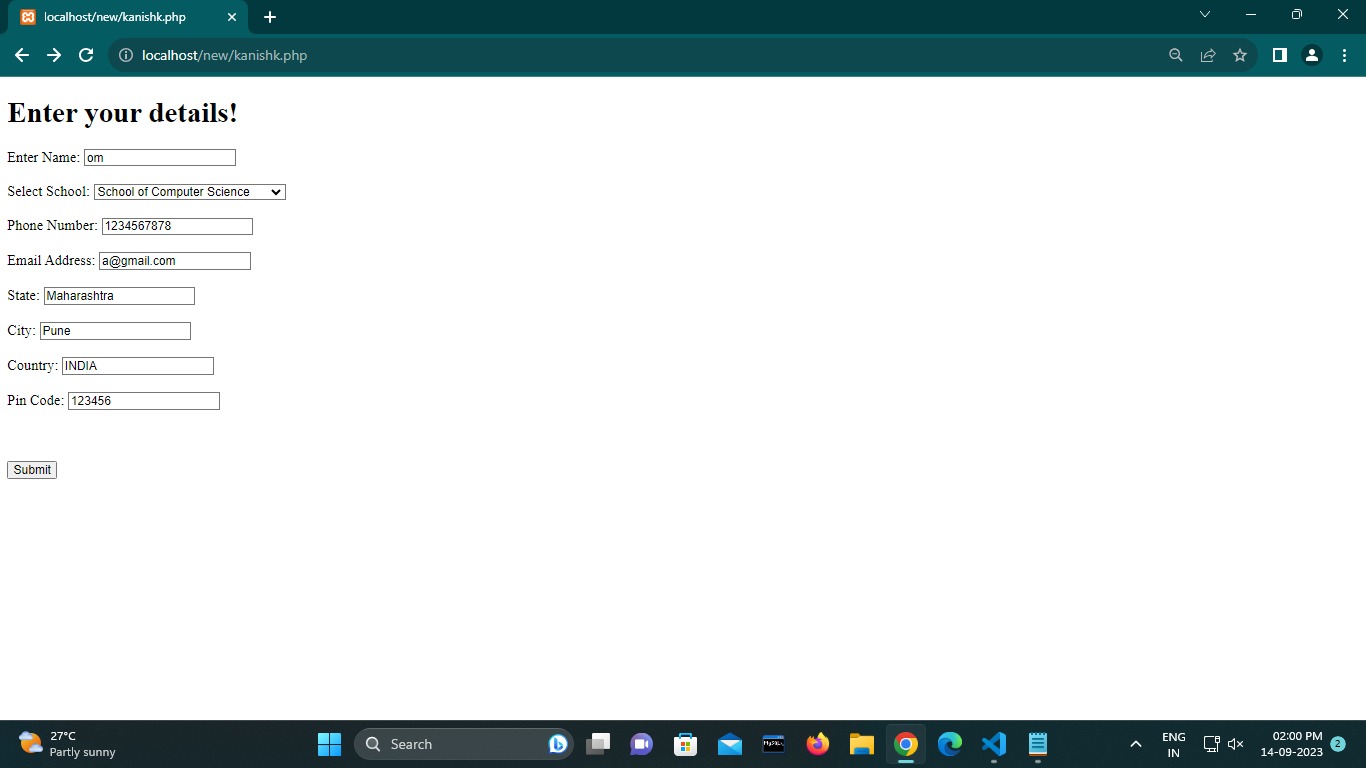 localhost/new/kanishk.php
localhost/new/kanishk.php
Enter your details!
Enter Name: om
Select School: School of Computer Science
Phone Number: 1234567878
Email Address: a@gmail.com
State: Maharashtra
City: Pune
Country: INDIA
Pin Code: 123456
Submit
27°C
Partly sunny
Search
MySQL
ENG
IN
02:00 PM
14-09-2023
2